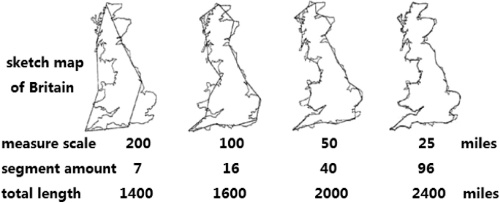 sketch map
of Britain
measure scale 200 100 50 25 miles
segment amount 7 16 40 96
total length 1400 1600 2000 2400 miles